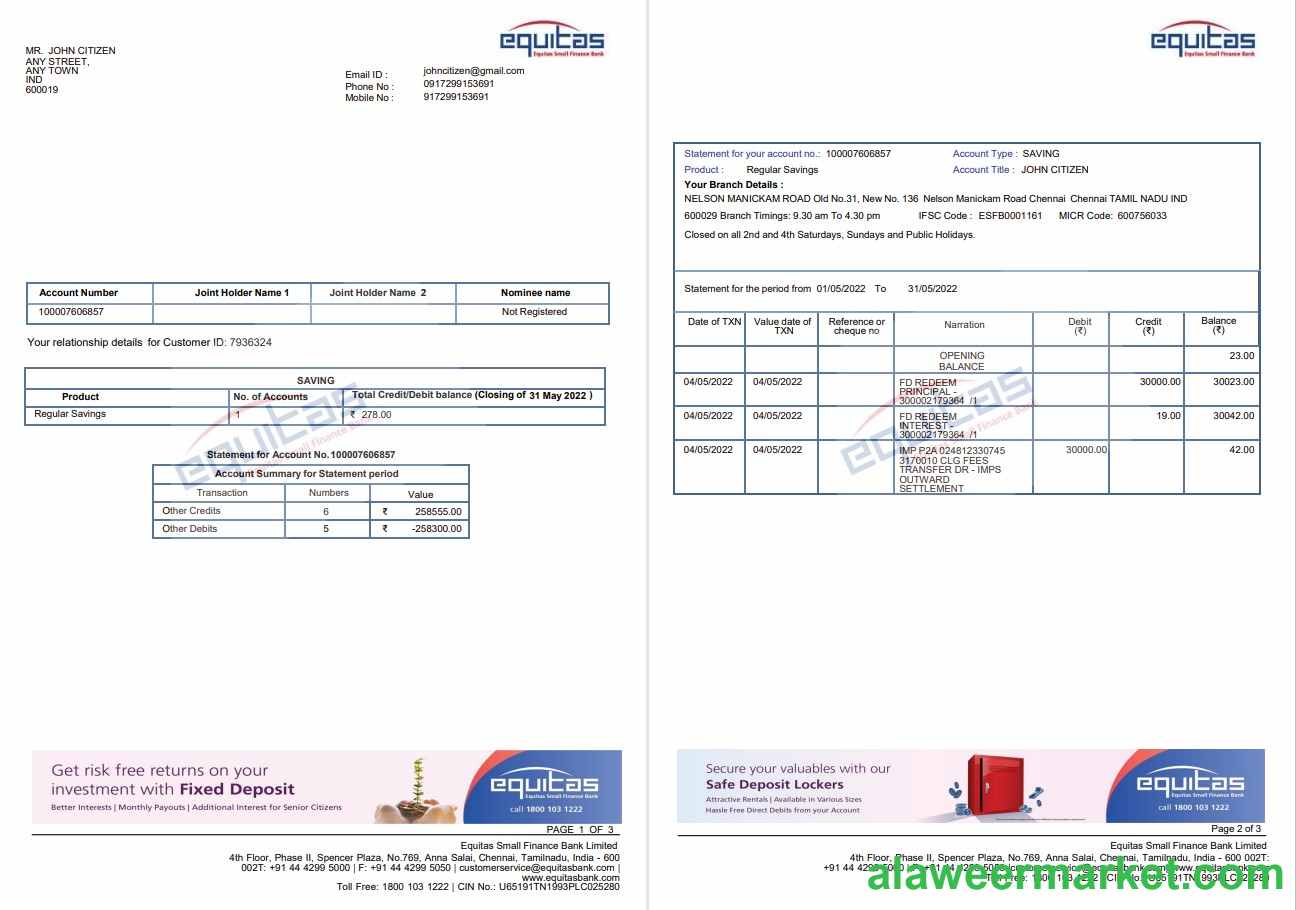 equitas
Equitas Small Finance Bank
MR. JOHN CITIZEN
ANY STREET,
ANY TOWN
IND
600019
Email ID : johncitizen@gmail.com
Phone No : 0917299153691
Mobile No : 917299153691
Account Number Joint Holder Name 1 Joint Holder Name 2 Nominee name
100007606857 Not Registered
Your relationship details for Customer ID: 7936324
SAVING
Product No. of Accounts Total Credit/Debit balance (Closing of 31 May 2022 )
Regular Savings 1 ₹ 278.00
equitas
Equitas Small Finance Bank
Statement for Account No.100007606857
Account Summary for Statement period
Transaction Numbers Value
Other Credits 6 ₹ 258555.00
Other Debits 5 ₹ -258300.00
Get risk free returns on your
investment with Fixed Deposit
Better Interests | Monthly Payouts | Additional Interest for Senior Citizens
equitas
Equitas Small Finance Bank
call 1800 103 1222
PAGE 1 OF 3
Equitas Small Finance Bank Limited
4th Floor, Phase II, Spencer Plaza, No.769, Anna Salai, Chennai, Tamilnadu, India - 600
002T: +91 44 4299 5000 | F: +91 44 4299 5050 | customerservice@equitasbank.com |
www.equitasbank.com
Toll Free: 1800 103 1222 | CIN No.: U65191TN1993PLC025280
equitas
Equitas Small Finance Bank
Statement for your account no.: 100007606857 Account Type : SAVING
Product : Regular Savings Account Title : JOHN CITIZEN
Your Branch Details :
NELSON MANICKAM ROAD Old No.31, New No. 136 Nelson Manickam Road Chennai Chennai TAMIL NADU IND
600029 Branch Timings: 9.30 am To 4.30 pm IFSC Code : ESFB0001161 MICR Code: 600756033
Closed on all 2nd and 4th Saturdays, Sundays and Public Holidays.
Statement for the period from 01/05/2022 To 31/05/2022
Date of TXN Value date of Reference or Narration Debit Credit Balance
TXN cheque no (₹) (₹) (₹)
OPENING 23.00
BALANCE
04/05/2022 04/05/2022 FD REDEEM 30000.00 30023.00
PRINCIPAL -
300002179364 /1
04/05/2022 04/05/2022 FD REDEEM 19.00 30042.00
INTEREST -
300002179364 /1
04/05/2022 04/05/2022 IMP P2A 024812330745 30000.00 42.00
3170010 CLG FEES
TRANSFER DR - IMPS
OUTWARD
SETTLEMENT
equitas
Equitas Small Finance Bank
Secure your valuables with our
Safe Deposit Lockers
Attractive Rentals | Available in Various Sizes
Hassle Free Direct Debits from your Account
equitas
Equitas Small Finance Bank
call 1800 103 1222
Page 2 of 3
Equitas Small Finance Bank Limited
4th Floor, Phase II, Spencer Plaza, No.769, Anna Salai, Chennai, Tamilnadu, India - 600 002T:
+91 44
alaweermarket.com